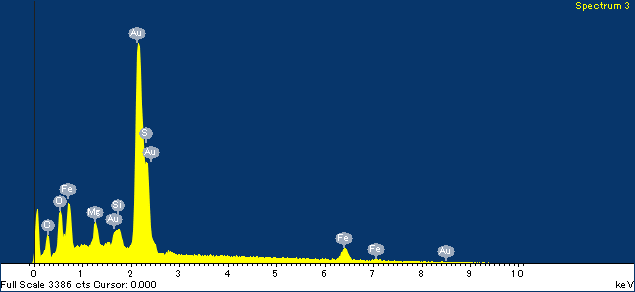 Spectrum 3
Au
S
Au
Fe
O
Si
Mg
Au
C
Fe
Fe
Au
0 1 2 3 4 5 6 7 8 9 10
Full Scale 3386 cts Cursor: 0.000 keV